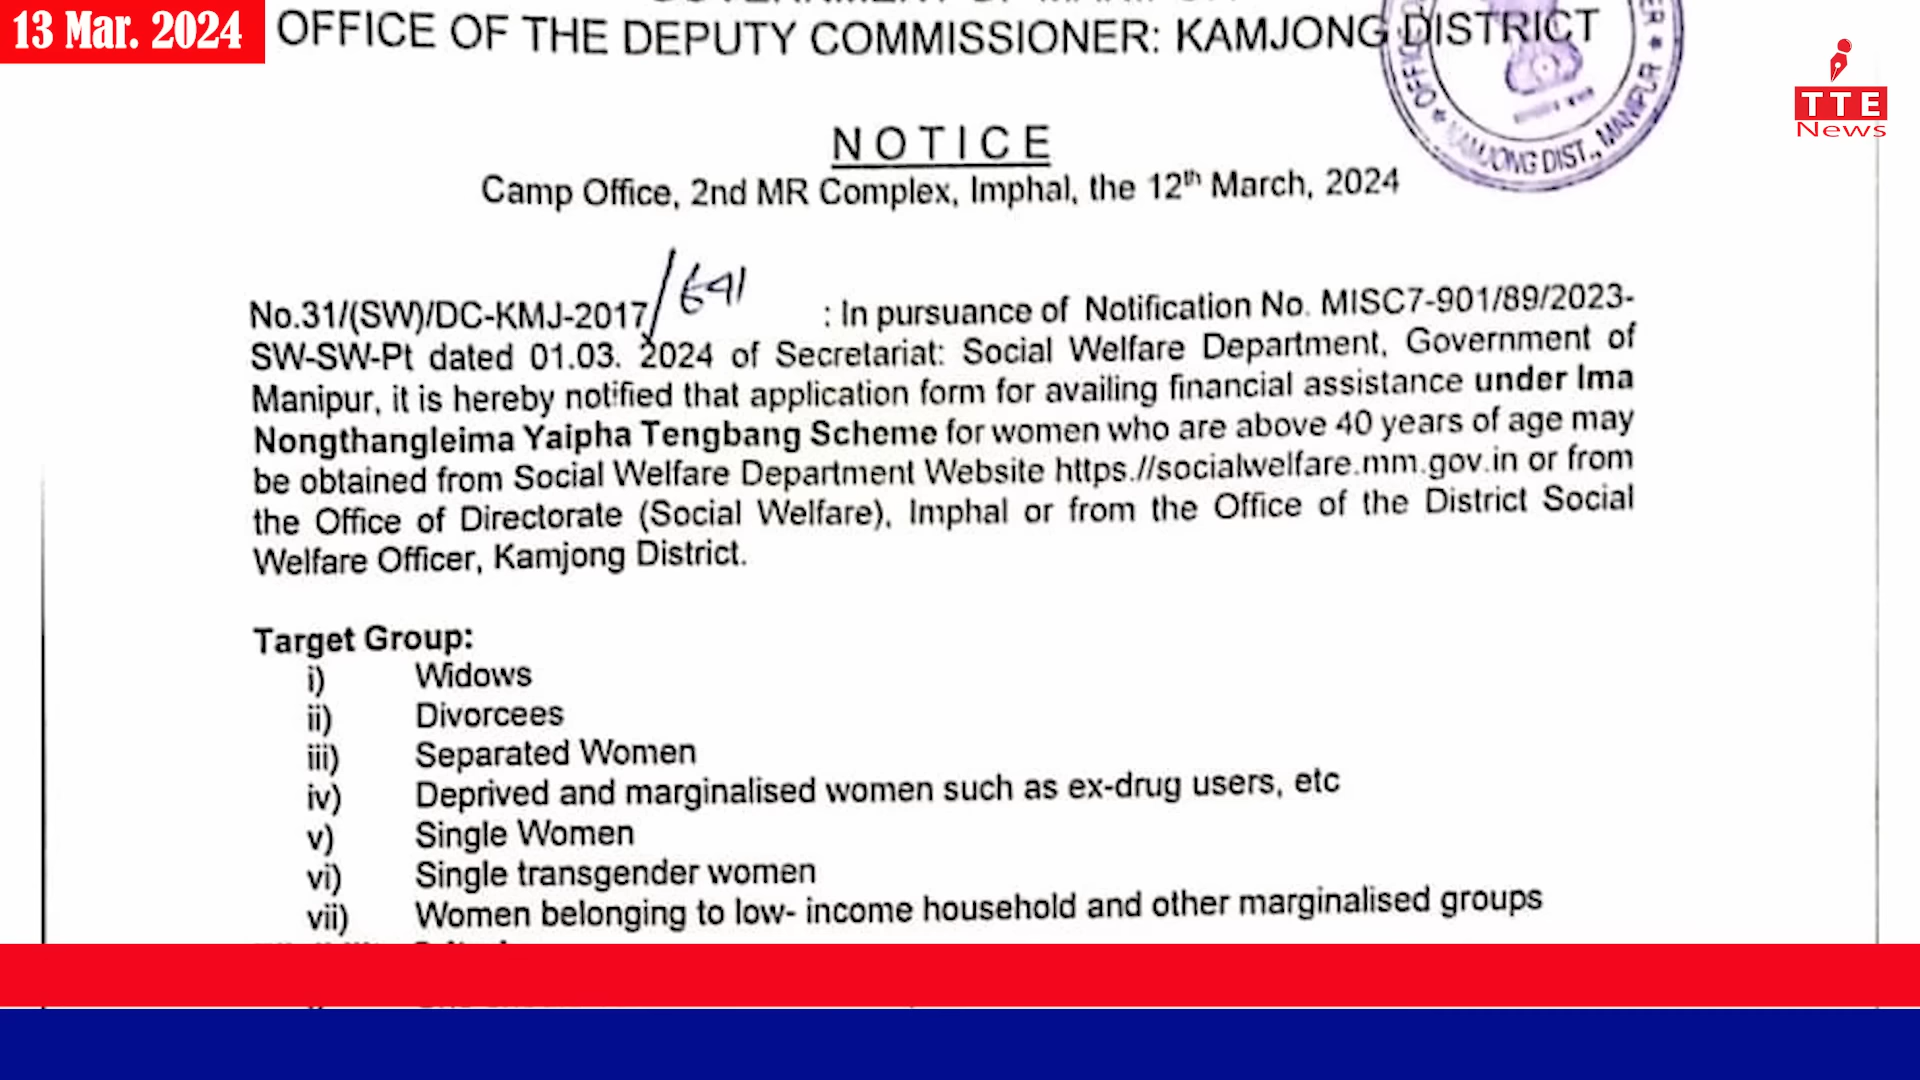 13 Mar. 2024
OFFICE OF THE DEPUTY COMMISSIONER: KAMJONG DISTRICT
KAMJONG DIST., MANIPUR
TTE
News
NOTICE
Camp Office, 2nd MR Complex, Imphal, the 12th March, 2024
No.31/(SW)/DC-KMJ-2017/641 : In pursuance of Notification No. MISC7-901/89/2023-
SW-SW-Pt dated 01.03. 2024 of Secretariat: Social Welfare Department, Government of
Manipur, it is hereby notified that application form for availing financial assistance under Ima
Nongthangleima Yaipha Tengbang Scheme for women who are above 40 years of age may
be obtained from Social Welfare Department Website https.//socialwelfare.mm.gov.in or from
the Office of Directorate (Social Welfare), Imphal or from the Office of the District Social
Welfare Officer, Kamjong District.
Target Group:
i) Widows
ii) Divorcees
iii) Separated Women
iv) Deprived and marginalised women such as ex-drug users, etc
v) Single Women
vi) Single transgender women
vii) Women belonging to low- income household and other marginalised groups